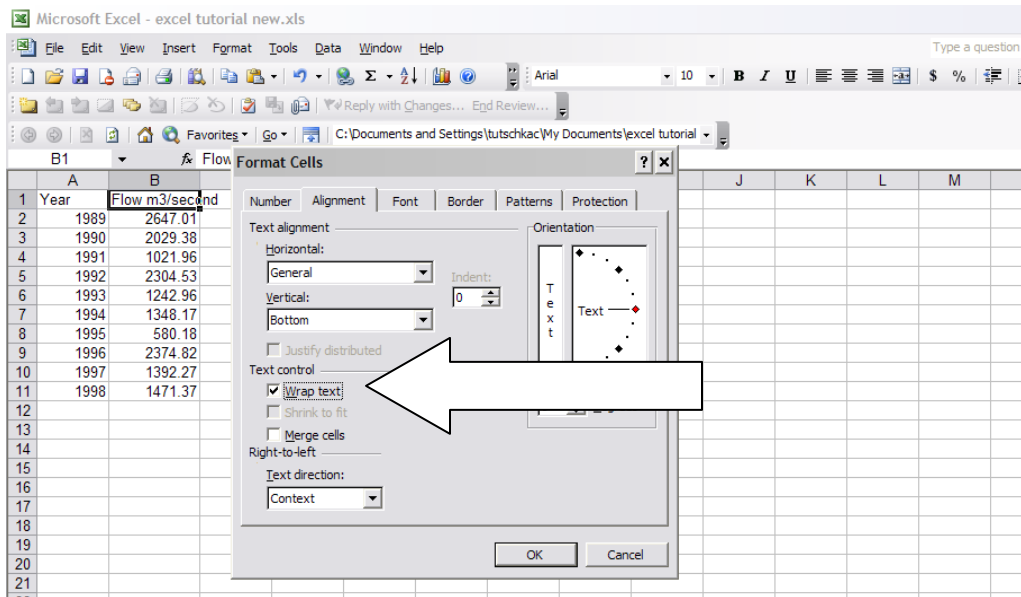 Microsoft Excel - excel tutorial new.xls
File Edit View Insert Format Tools Data Window Help Type a question
Σ Arial 10 B I U $ %
Reply with Changes... End Review...
Favorites Go C:\Documents and Settings\tutschkac\My Documents\excel tutorial
B1 fx Flow
A B J K L M
1 Year Flow m3/second
2 1989 2647.01
3 1990 2029.38
4 1991 1021.96
5 1992 2304.53
6 1993 1242.96
7 1994 1348.17
8 1995 580.18
9 1996 2374.82
10 1997 1392.27
11 1998 1471.37
12
13
14
15
16
17
18
19
20
21
Format Cells ? x
Number Alignment Font Border Patterns Protection
Text alignment
Horizontal:
General
Indent:
0
Vertical:
Bottom
Justify distributed
Orientation
Text
Text
Text control
Wrap text
Shrink to fit
Merge cells
Right-to-left
Text direction:
Context
OK Cancel